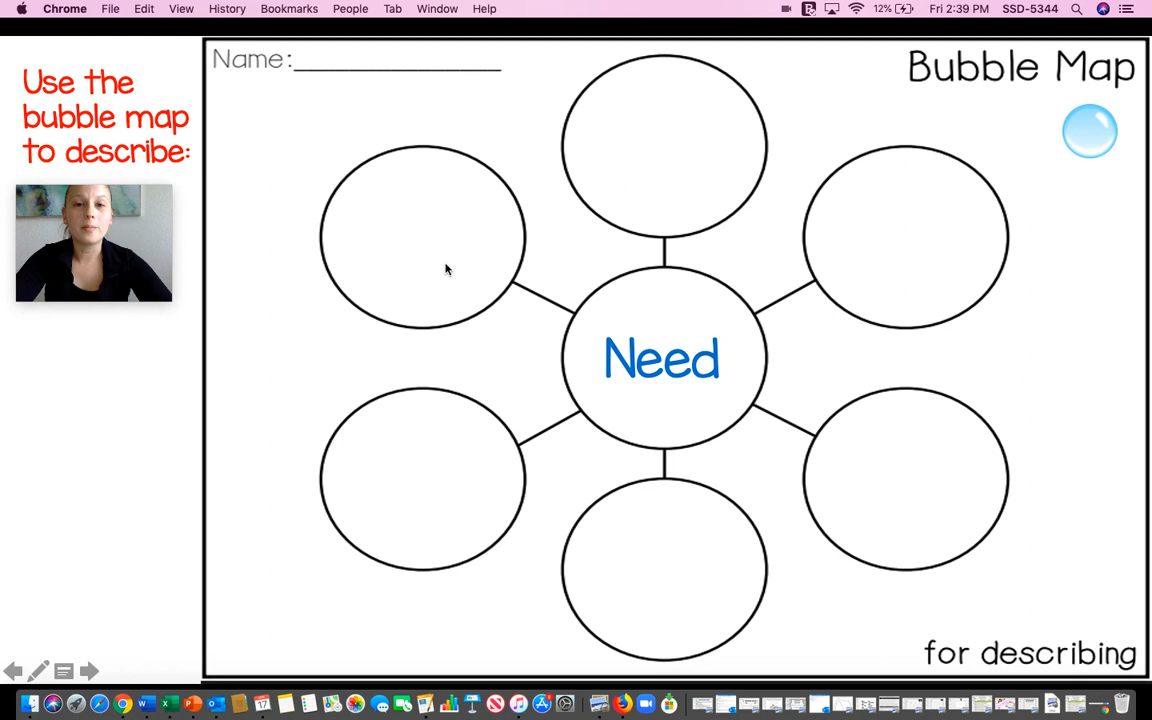 Chrome File Edit View History Bookmarks People Tab Window Help 12% Fri 2:39 PM SSD-5344
Name:
Bubble Map
Use the
bubble map
to describe:
Need
for describing